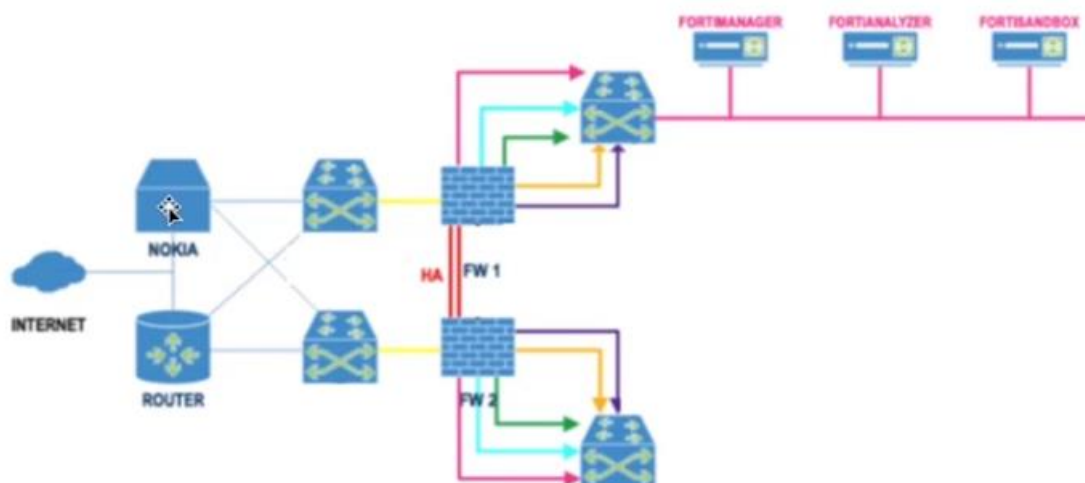 FORTIMANAGER
FORTIANALYZER
FORTISANDBOX
NOKIA
HA
FW 1
INTERNET
ROUTER
FW 2